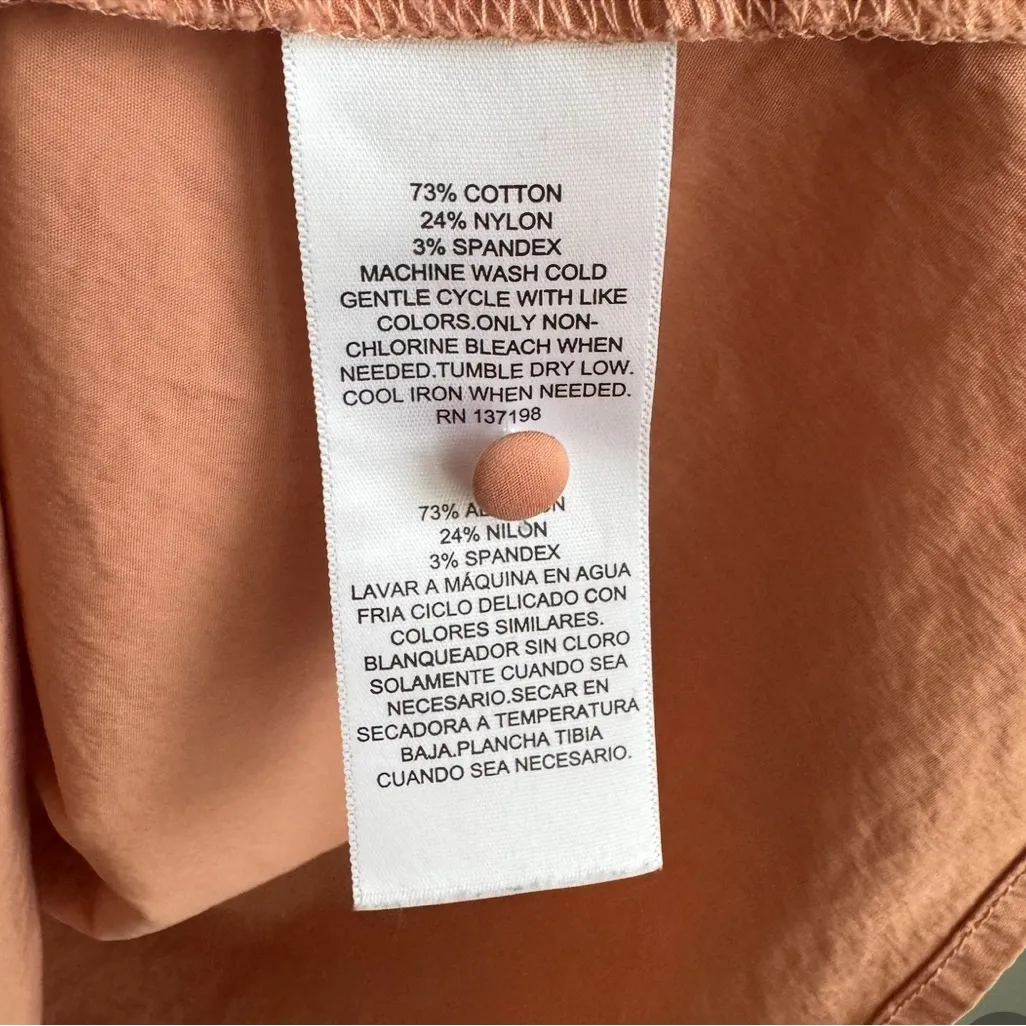 73% COTTON
24% NYLON
3% SPANDEX
MACHINE WASH COLD
GENTLE CYCLE WITH LIKE
COLORS.ONLY NON-
CHLORINE BLEACH WHEN
NEEDED.TUMBLE DRY LOW.
COOL IRON WHEN NEEDED.
RN 137198
73%
24% NILON
3% SPANDEX
LAVAR A MÁQUINA EN AGUA
FRIA CICLO DELICADO CON
COLORES SIMILARES.
BLANQUEADOR SIN CLORO
SOLAMENTE CUANDO SEA
NECESARIO.SECAR EN
SECADORA A TEMPERATURA
BAJA.PLANCHA TIBIA
CUANDO SEA NECESARIO.